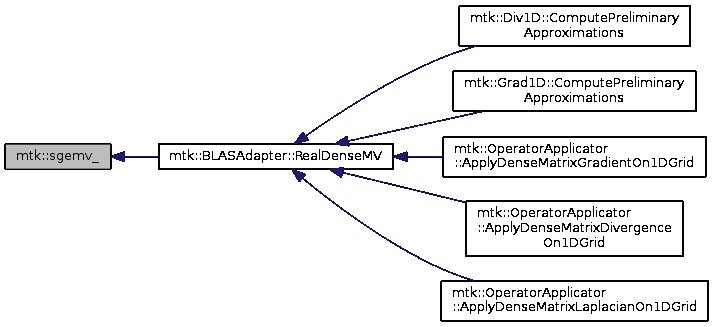 mtk::sgemv_
mtk::BLASAdapter::RealDenseMV
mtk::Div1D::ComputePreliminary
Approximations
mtk::Grad1D::ComputePreliminary
Approximations
mtk::OperatorApplicator
::ApplyDenseMatrixGradientOn1DGrid
mtk::OperatorApplicator
::ApplyDenseMatrixDivergence
On1DGrid
mtk::OperatorApplicator
::ApplyDenseMatrixLaplacianOn1DGrid